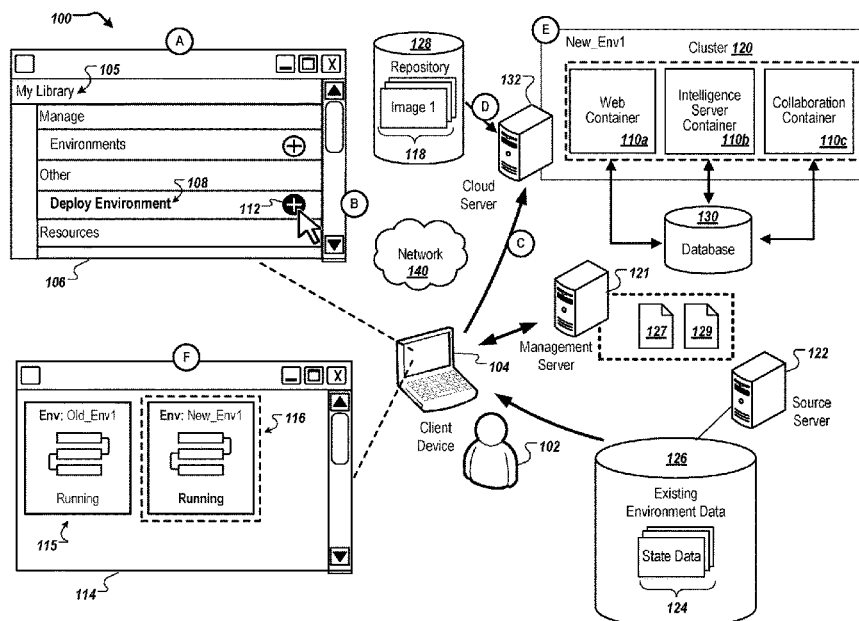 100
A
X
My Library
105
Manage
Environments
Other
108
Deploy Environment
112
B
Resources
106
128
Repository
Image 1
118
D
132
Cloud Server
C
Network
140
E
New_Env1
Cluster 120
Web Container
110a
Intelligence Server Container
110b
Collaboration Container
110c
130
Database
121
Management Server
127
129
104
Client Device
102
122
Source Server
126
Existing Environment Data
State Data
124
F
X
Env: Old_Env1
Running
115
Env: New_Env1
Running
116
114